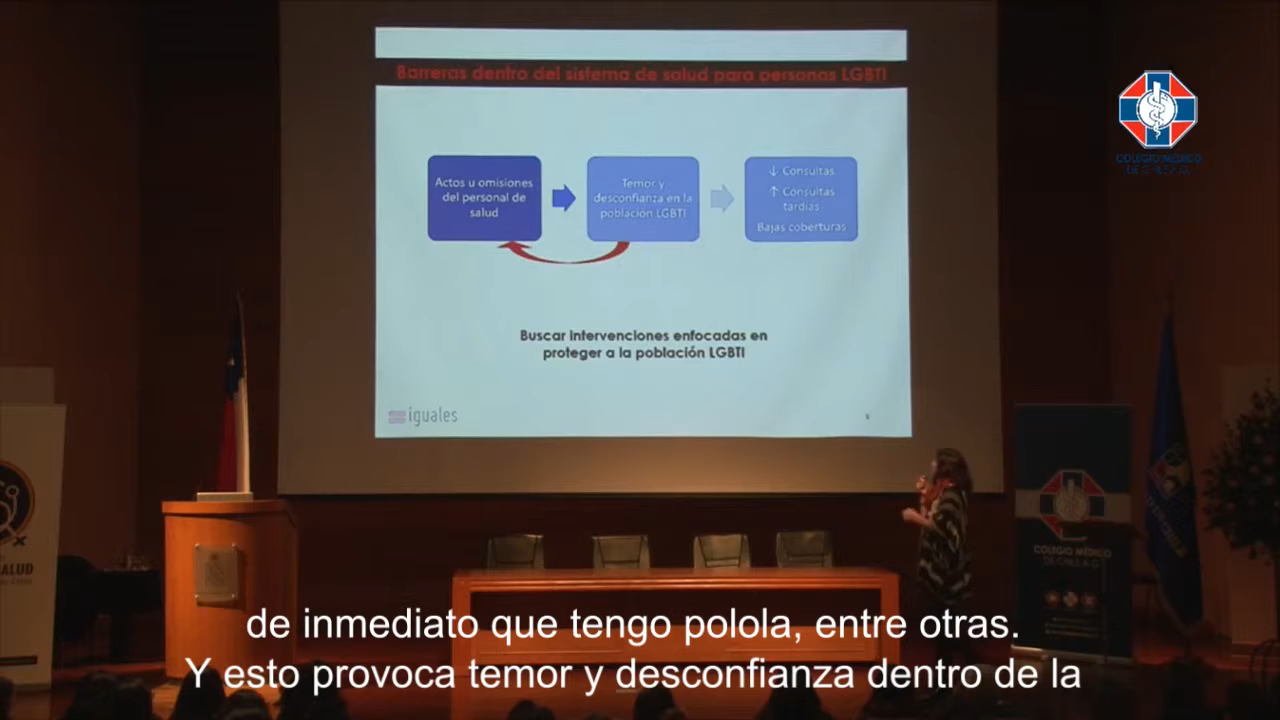 Barreras dentro del sistema de salud para personas LGBTI
Actos u omisiones
del personal de
salud
Temor y
desconfianza en la
población LGBTI
↓ Consultas
↑ Consultas
tardías
Bajas coberturas
Buscar intervenciones enfocadas en
proteger a la población LGBTI
iguales
COLEGIO MÉDICO
DE CHILE A.G.
COLEGIO MÉDICO
DE CHILE A.G.
SALUD
de inmediato que tengo polola, entre otras.
Y esto provoca temor y desconfianza dentro de la